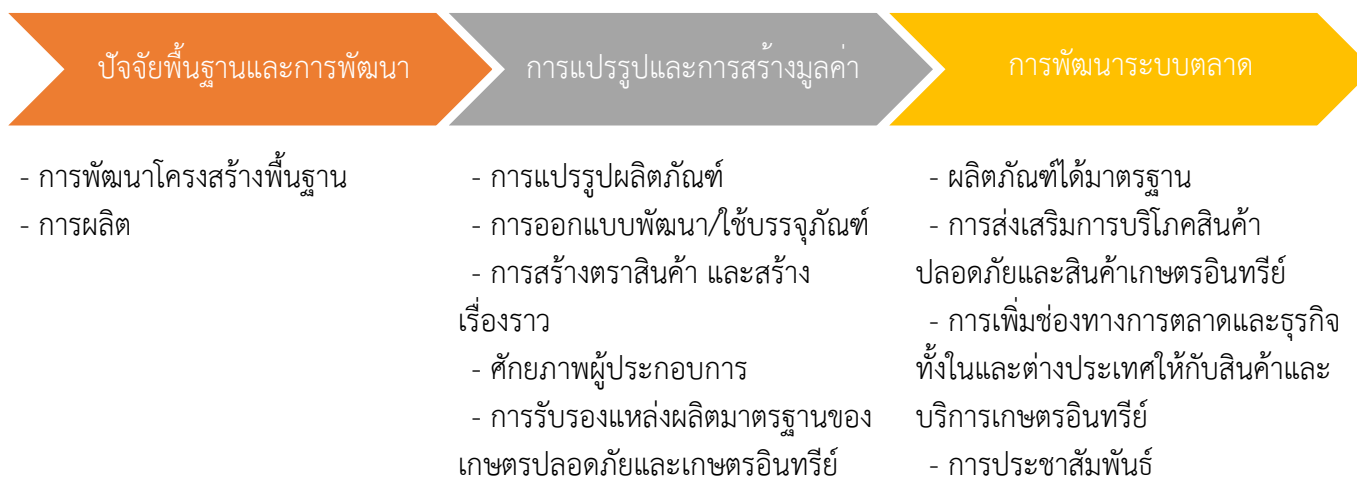 ปัจจัยพื้นฐานและการพัฒนา
การแปรรูปและการสร้างมูลค่า
การพัฒนาระบบตลาด
- การพัฒนาโครงสร้างพื้นฐาน
- การผลิต
- การแปรรูปผลิตภัณฑ์
- การออกแบบพัฒนา/ใช้บรรจุภัณฑ์
- การสร้างตราสินค้า และสร้าง
เรื่องราว
- ศักยภาพผู้ประกอบการ
- การรับรองแหล่งผลิตมาตรฐานของ
เกษตรปลอดภัยและเกษตรอินทรีย์
- ผลิตภัณฑ์ได้มาตรฐาน
- การส่งเสริมการบริโภคสินค้า
ปลอดภัยและสินค้าเกษตรอินทรีย์
- การเพิ่มช่องทางการตลาดและธุรกิจ
ทั้งในและต่างประเทศให้กับสินค้าและ
บริการเกษตรอินทรีย์
- การประชาสัมพันธ์